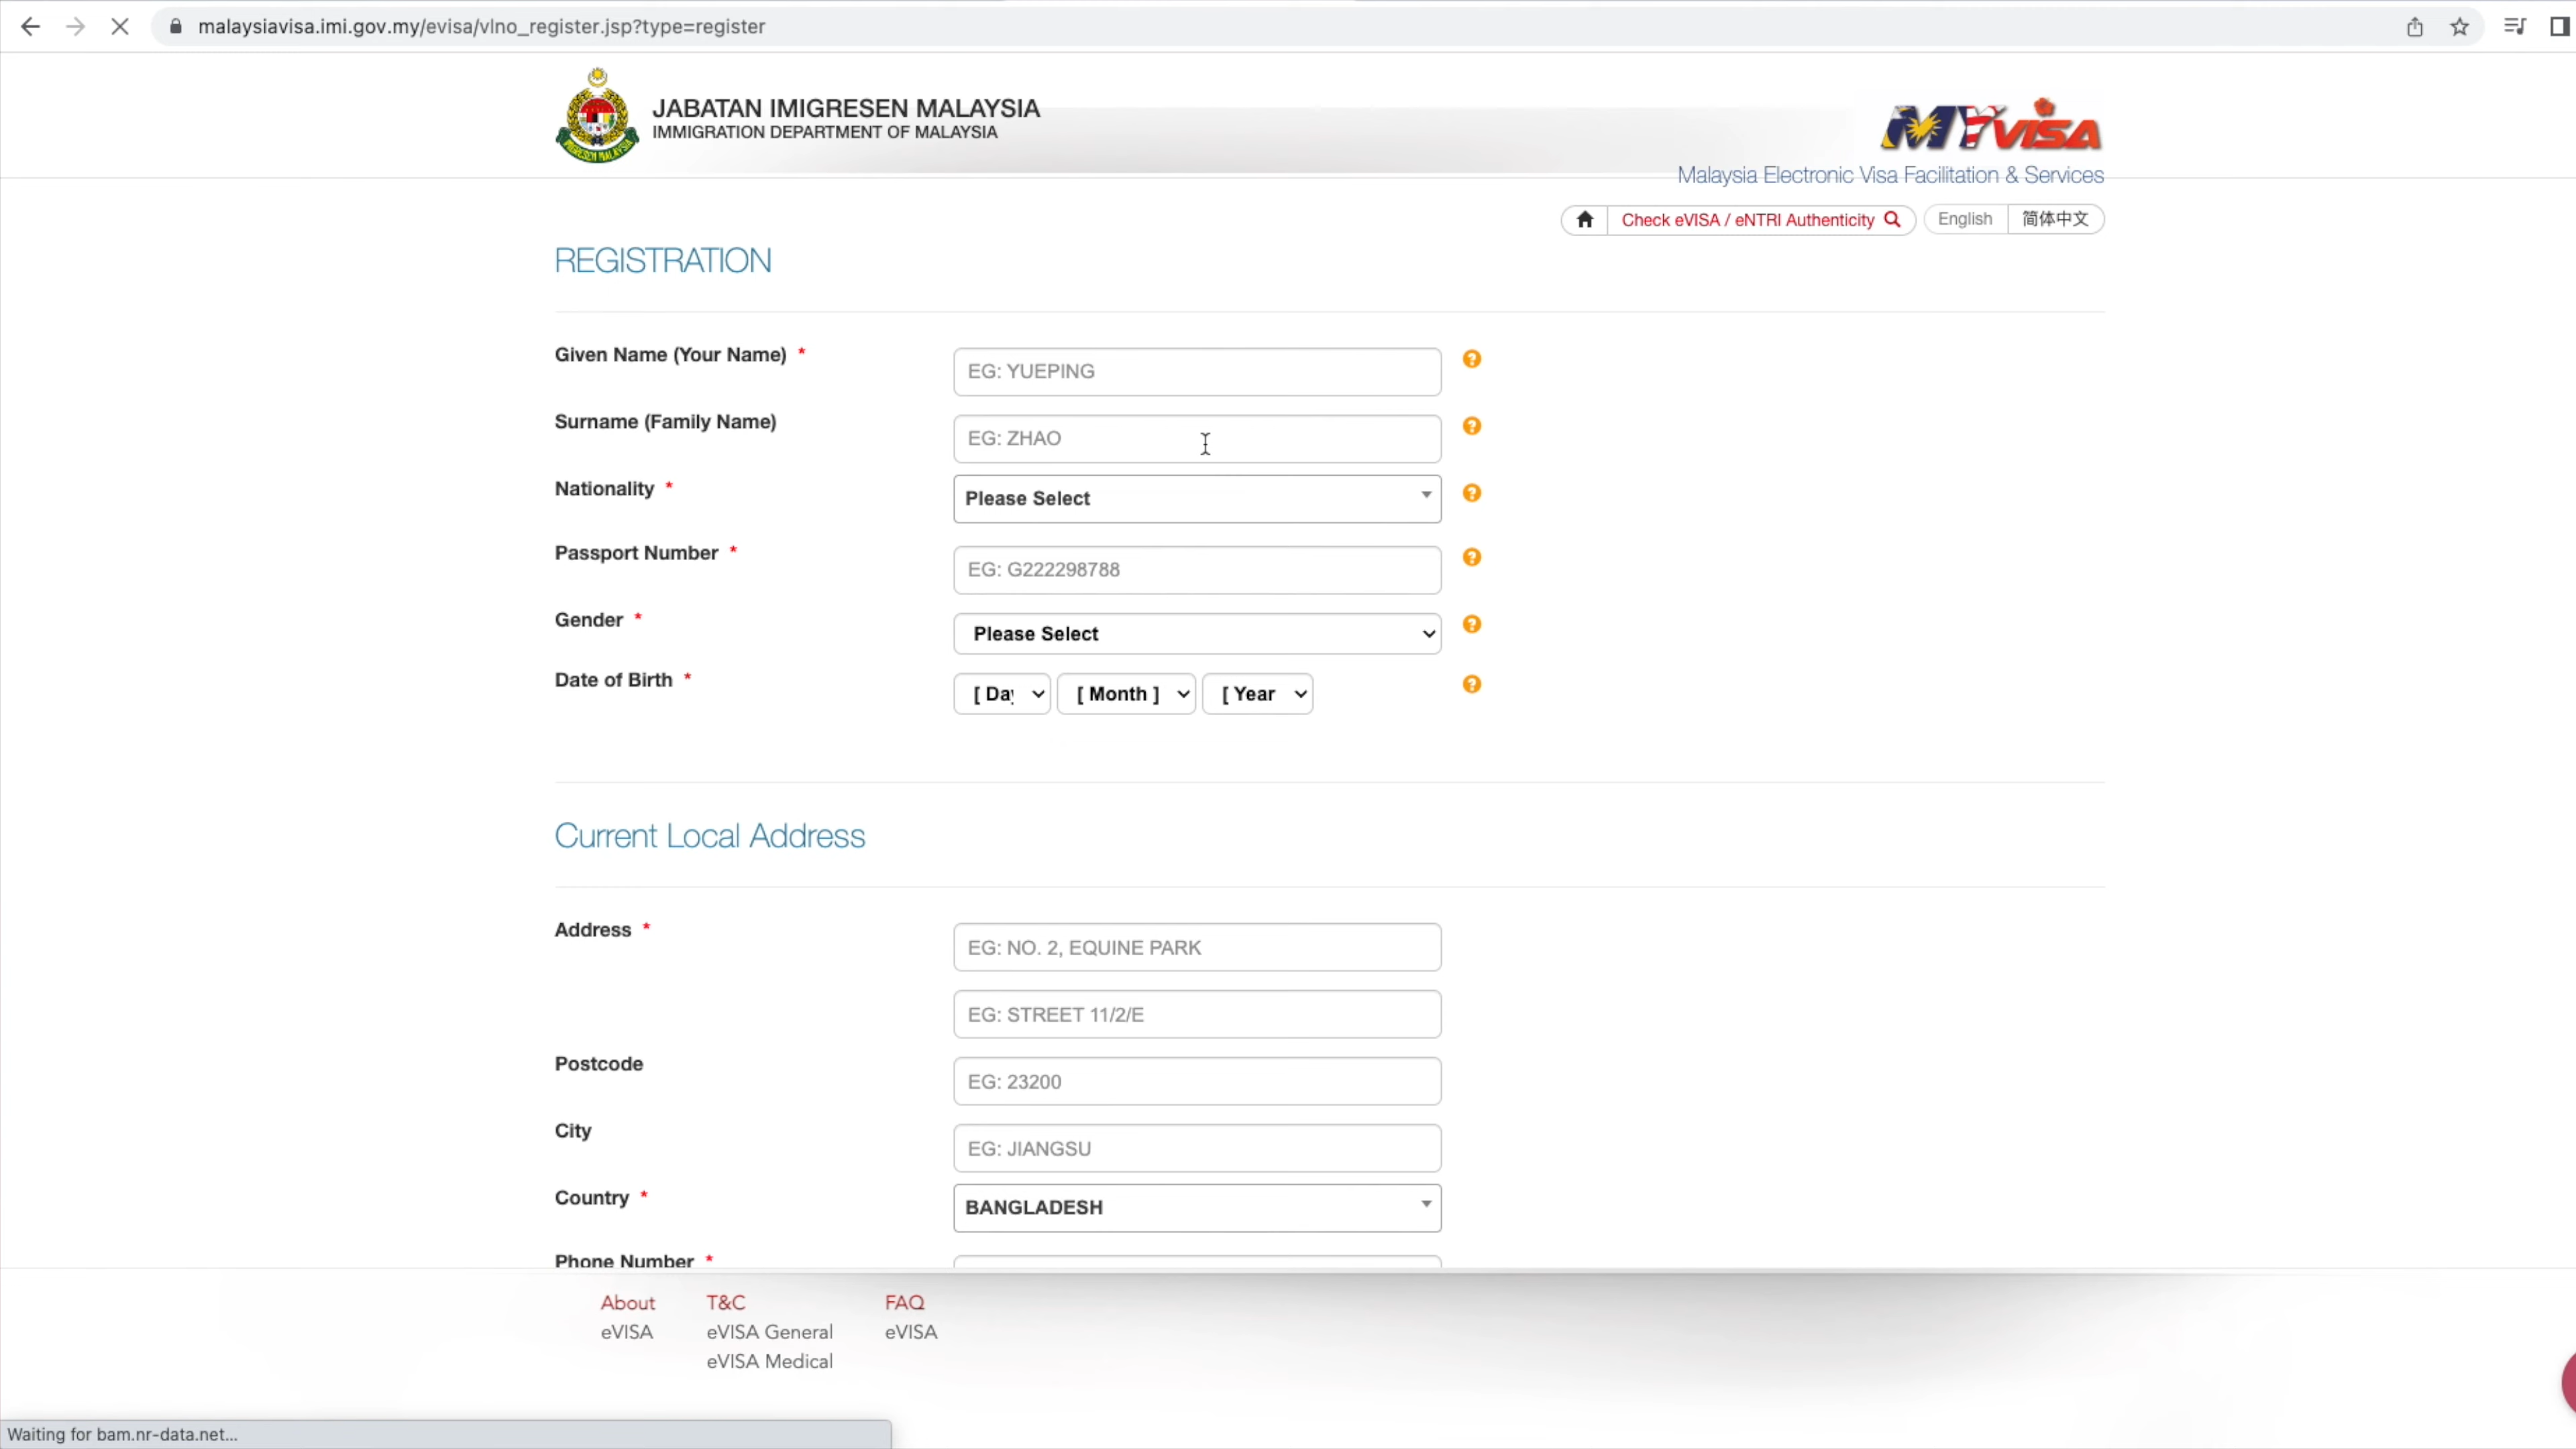 malaysiavisa.imi.gov.my/evisa/vlno_register.jsp?type=register
JABATAN IMIGRESEN MALAYSIA
IMMIGRATION DEPARTMENT OF MALAYSIA
MYVISA
Malaysia Electronic Visa Facilitation & Services
Check eVISA / eNTRI Authenticity English 简体中文
REGISTRATION
Given Name (Your Name) * EG: YUEPING
Surname (Family Name) EG: ZHAO
Nationality * Please Select
Passport Number * EG: G222298788
Gender * Please Select
Date of Birth * [ Day [ Month ] [ Year
Current Local Address
Address * EG: NO. 2, EQUINE PARK
EG: STREET 11/2/E
Postcode EG: 23200
City EG: JIANGSU
Country * BANGLADESH
Phone Number *
About T&C FAQ
eVISA eVISA General eVISA
eVISA Medical
Waiting for bam.nr-data.net...